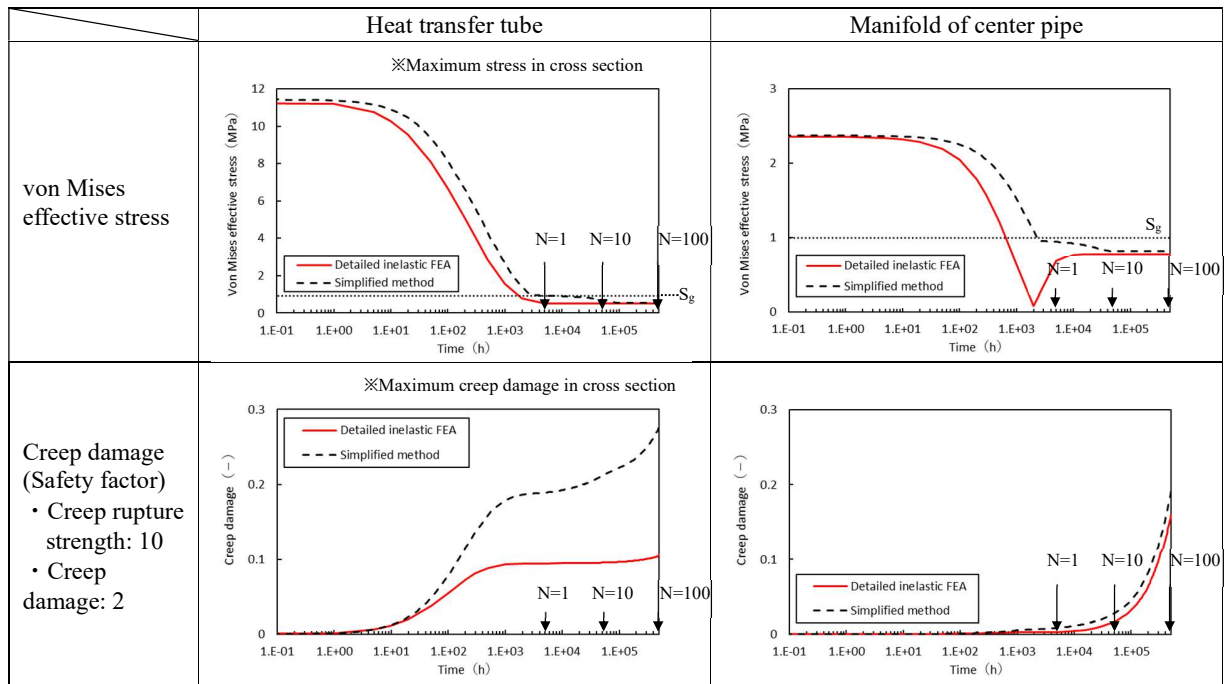 Heat transfer tube
Manifold of center pipe
von Mises
effective stress
※Maximum stress in cross section
Von Mises effective stress (MPa)
12
10
8
6
4
2
0
N=1
N=10
N=100
Detailed inelastic FEA
Simplified method
Sg
1.E-01 1.E+00 1.E+01 1.E+02 1.E+03 1.E+04 1.E+05
Time (h)
Von Mises effective stress (MPa)
3
2
1
0
Sg
N=1
N=10
N=100
Detailed inelastic FEA
Simplified method
1.E-01 1.E+00 1.E+01 1.E+02 1.E+03 1.E+04 1.E+05
Time (h)
Creep damage
(Safety factor)
・Creep rupture
strength: 10
・Creep
damage: 2
※Maximum creep damage in cross section
Creep damage (－)
0.3
0.2
0.1
0
Detailed inelastic FEA
Simplified method
N=1
N=10
N=100
1.E-01 1.E+00 1.E+01 1.E+02 1.E+03 1.E+04 1.E+05
Time (h)
Creep damage (－)
0.3
0.2
0.1
0
N=1
N=10
N=100
Detailed inelastic FEA
Simplified method
1.E-01 1.E+00 1.E+01 1.E+02 1.E+03 1.E+04 1.E+05
Time (h)